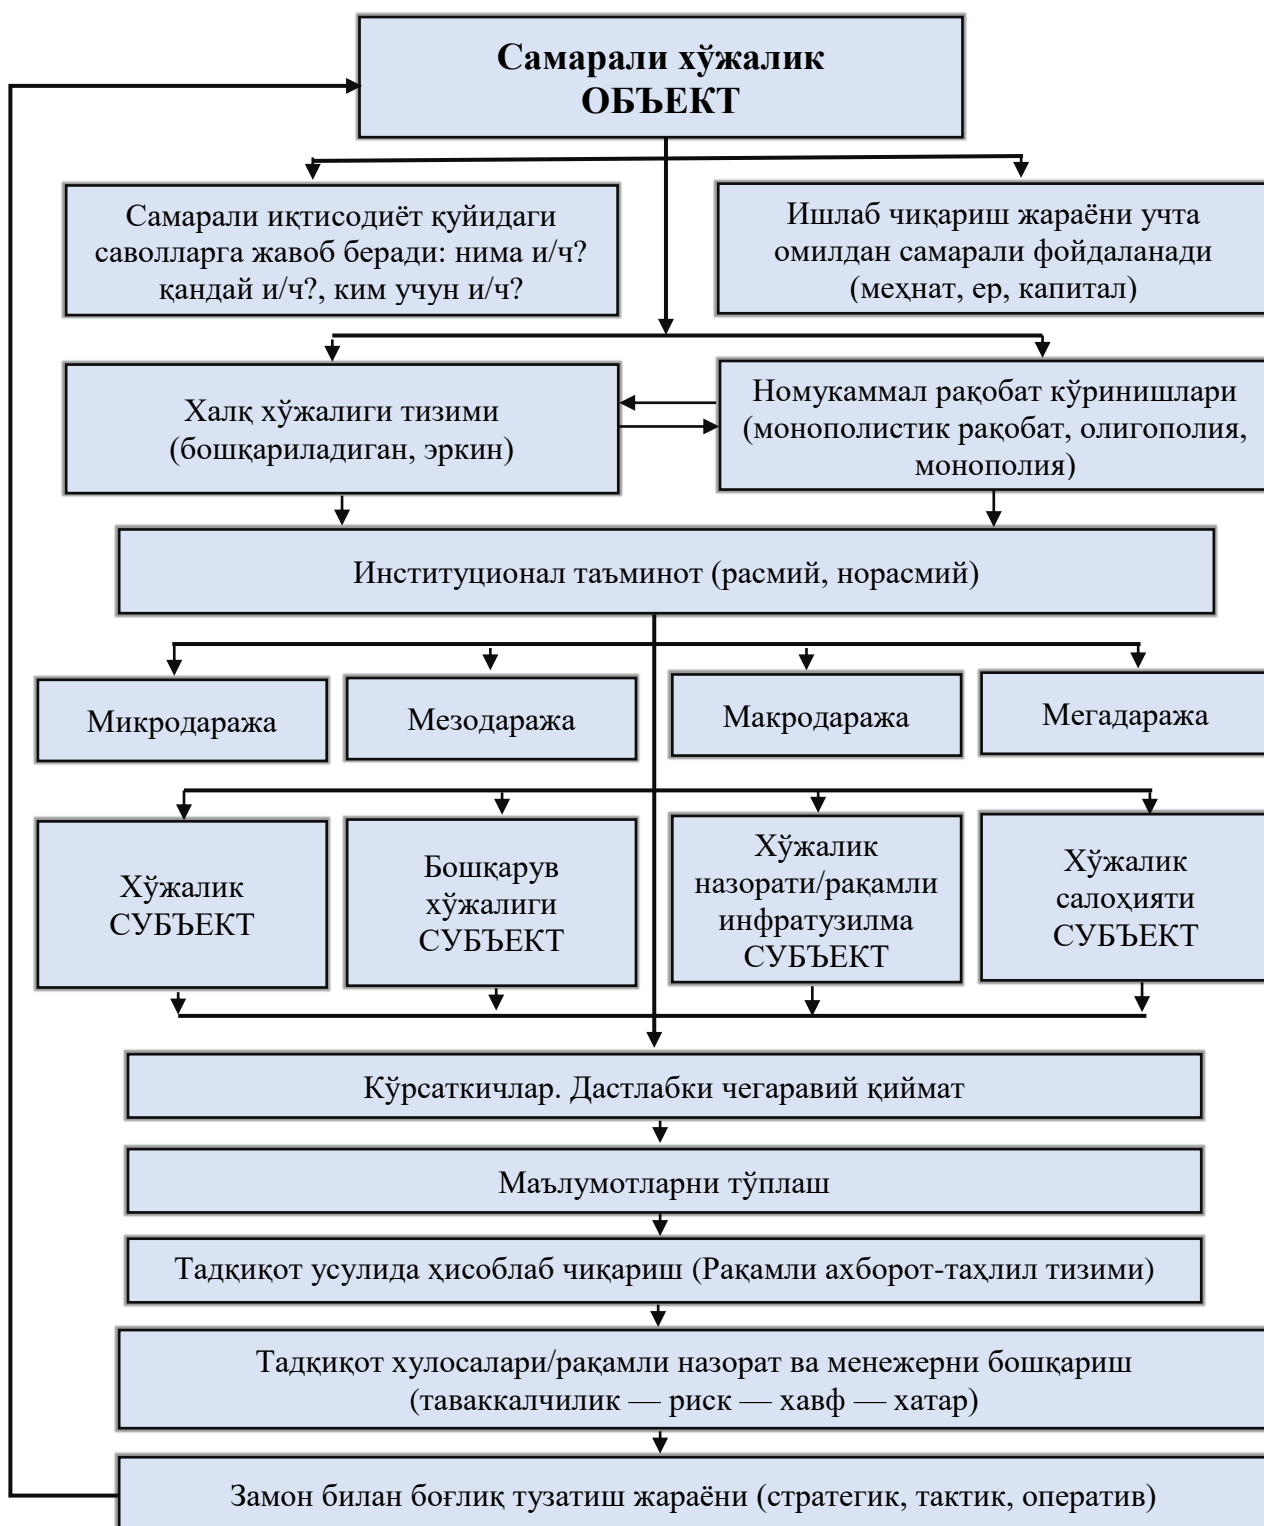 Самарали хўжалик
ОБЪЕКТ
Самарали иқтисодиёт қуйидаги
саволларга жавоб беради: нима и/ч?
қандай и/ч?, ким учун и/ч?
Ишлаб чиқариш жараёни учта
омилдан самарали фойдаланади
(меҳнат, ер, капитал)
Халқ хўжалиги тизими
(бошқариладиган, эркин)
Номукаммал рақобат кўринишлари
(монополистик рақобат, олигополия,
монополия)
Институционал таъминот (расмий, норасмий)
Микродаража
Мезодаража
Макродаража
Мегадаража
Хўжалик
СУБЪЕКТ
Бошқарув
хўжалиги
СУБЪЕКТ
Хўжалик
назорати/рақамли
инфратузилма
СУБЪЕКТ
Хўжалик
салоҳияти
СУБЪЕКТ
Кўрсаткичлар. Дастлабки чегаравий қиймат
Маълумотларни тўплаш
Тадқиқот усулида ҳисоблаб чиқариш (Рақамли ахборот-таҳлил тизими)
Тадқиқот хулосалари/рақамли назорат ва менежерни бошқариш
(таваккалчилик — риск — хавф — хатар)
Замон билан боғлиқ тузатиш жараёни (стратегик, тактик, оператив)